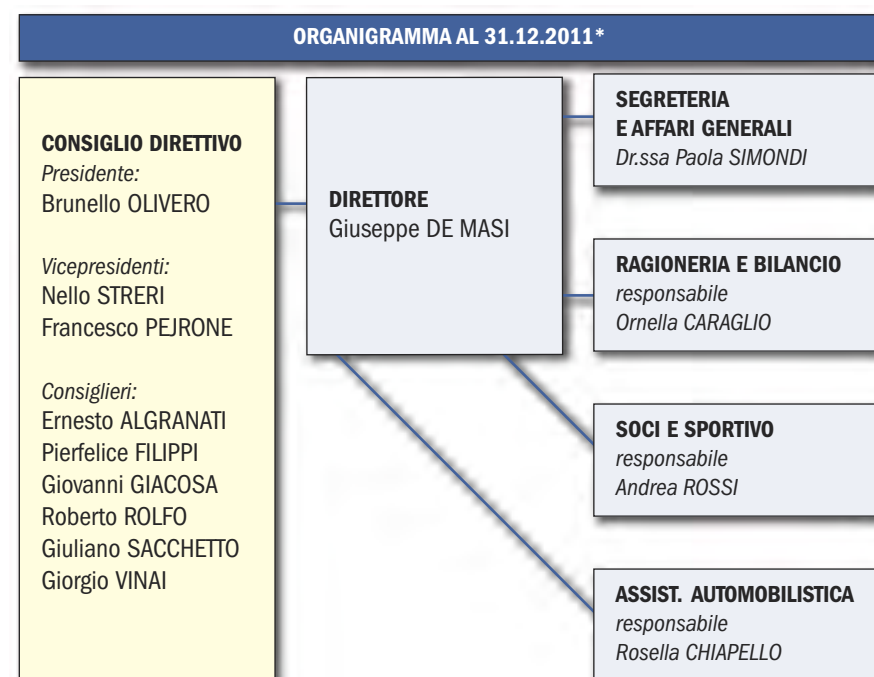 ORGANIGRAMMA AL 31.12.2011*
CONSIGLIO DIRETTIVO
Presidente:
Brunello OLIVERO
Vicepresidenti:
Nello STRERI
Francesco PEJRONE
Consiglieri:
Ernesto ALGRANATI
Pierfelice FILIPPI
Giovanni GIACOSA
Roberto ROLFO
Giuliano SACCHETTO
Giorgio VINAI
DIRETTORE
Giuseppe DE MASI
SEGRETERIA
E AFFARI GENERALI
Dr.ssa Paola SIMONDI
RAGIONERIA E BILANCIO
responsabile
Ornella CARAGLIO
SOCI E SPORTIVO
responsabile
Andrea ROSSI
ASSIST. AUTOMOBILISTICA
responsabile
Rosella CHIAPELLO